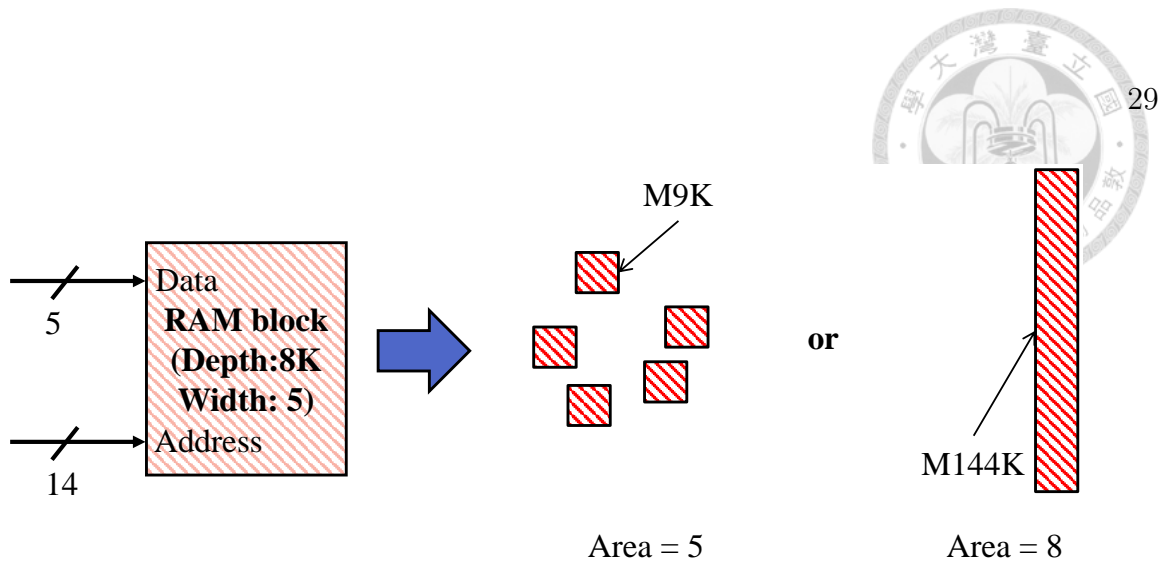 29
Data
5
RAM block
(Depth:8K
Width: 5)
Address
14
M9K
or
M144K
Area = 5
Area = 8